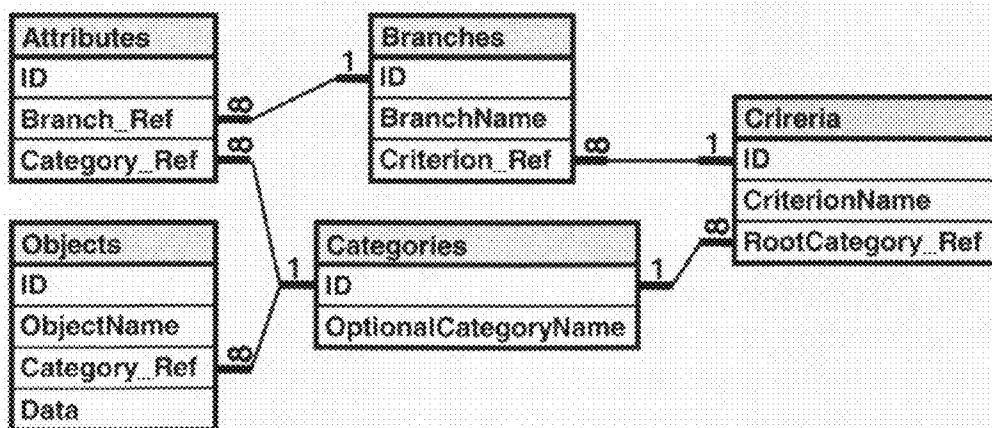 Attributes
ID
Branch_Ref
Category_Ref
Branches
ID
BranchName
Criterion_Ref
Crireria
ID
CriterionName
RootCategory_Ref
Objects
ID
ObjectName
Category_Ref
Data
Categories
ID
OptionalCategoryName
1
∞
∞
∞
1
1
∞
1
∞